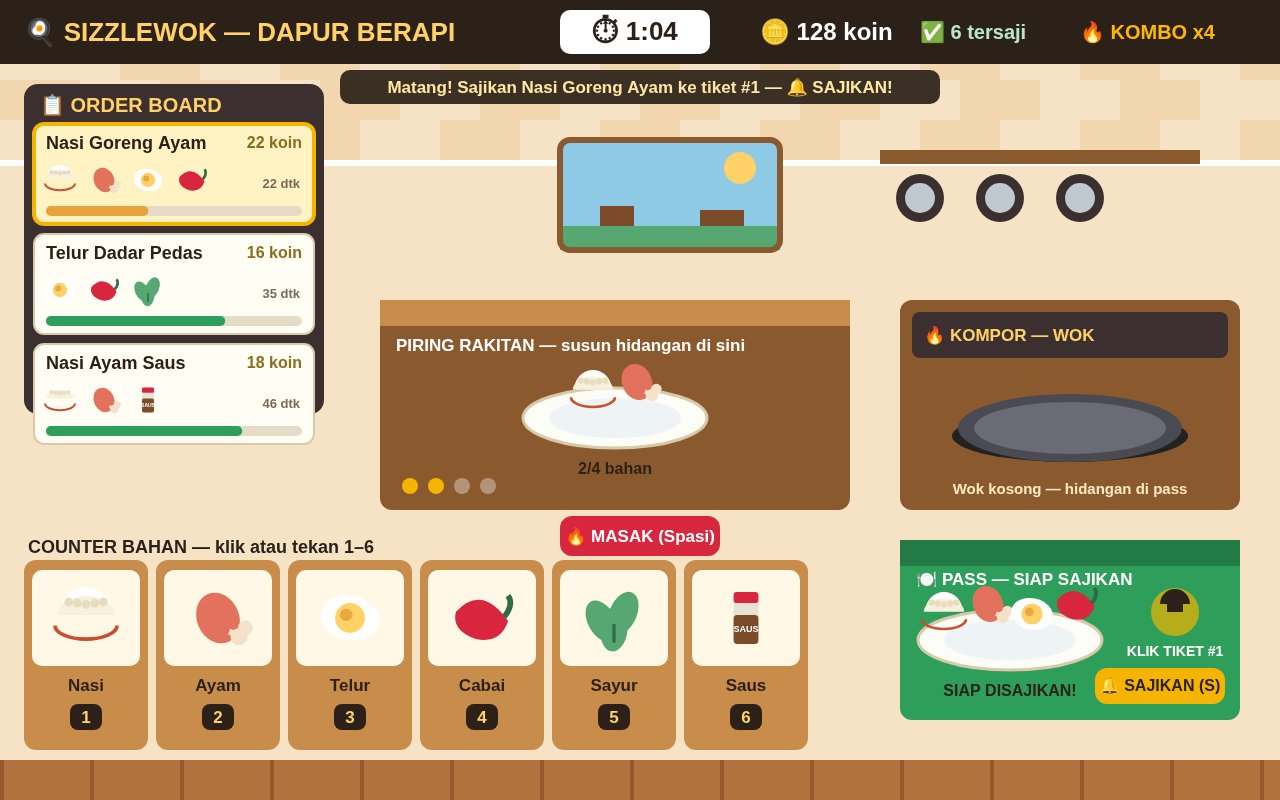 SIZZLEWOK — DAPUR BERAPI
1:04
128 koin
6 tersaji
KOMBO x4
Matang! Sajikan Nasi Goreng Ayam ke tiket #1 — 🔔 SAJIKAN!
ORDER BOARD
Nasi Goreng Ayam
22 koin
22 dtk
Telur Dadar Pedas
16 koin
35 dtk
Nasi Ayam Saus
18 koin
SAUS
46 dtk
PIRING RAKITAN — susun hidangan di sini
2/4 bahan
KOMPOR — WOK
Wok kosong — hidangan di pass
MASAK (Spasi)
COUNTER BAHAN — klik atau tekan 1–6
Nasi
1
Ayam
2
Telur
3
Cabai
4
Sayur
5
SAUS
Saus
6
PASS — SIAP SAJIKAN
KLIK TIKET #1
SIAP DISAJIKAN!
SAJIKAN (S)